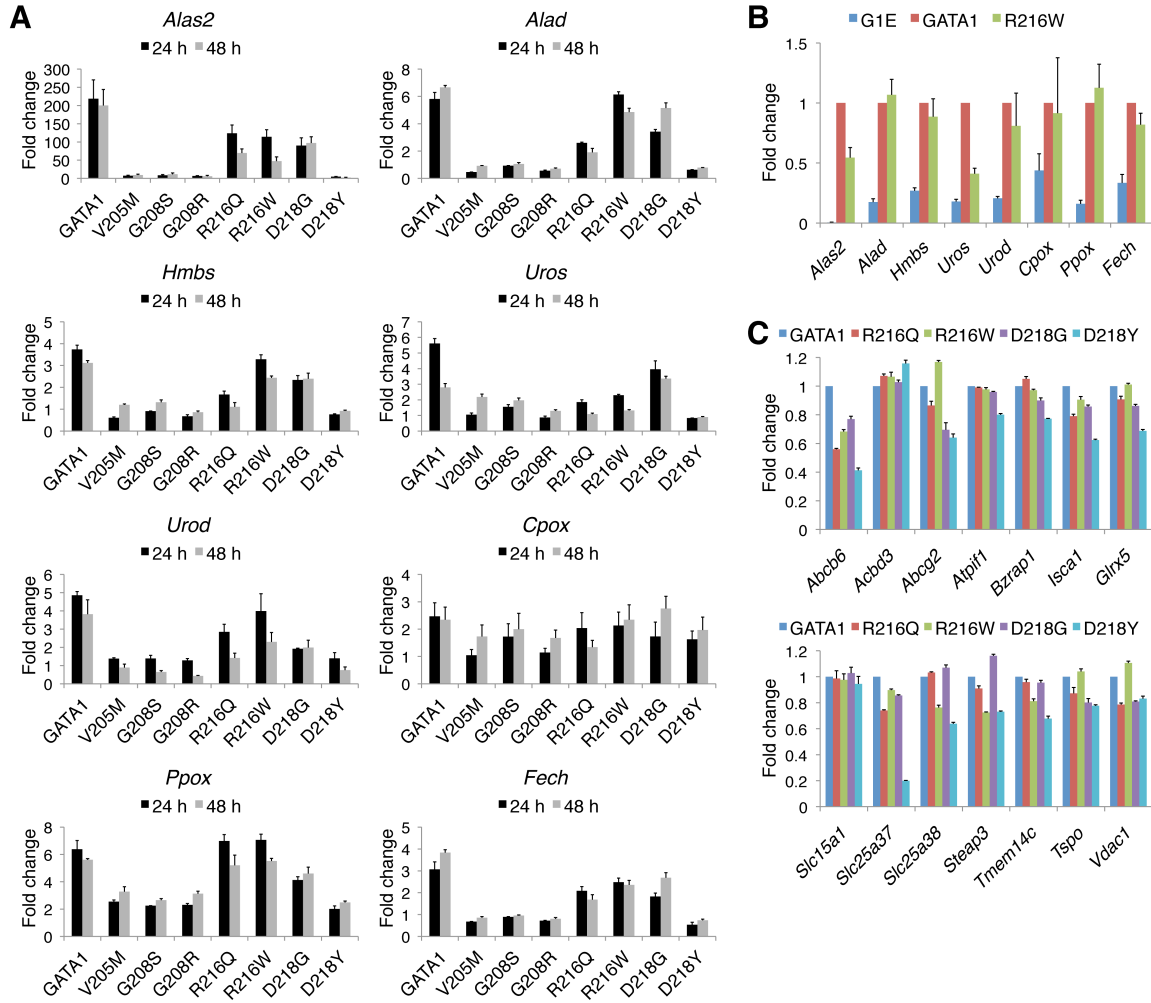 A
Alas2
24 h 48 h
Fold change
300
250
200
150
100
50
0
GATA1 V205M G208S G208R R216Q R216W D218G D218Y
Alad
24 h 48 h
Fold change
8
6
4
2
0
GATA1 V205M G208S G208R R216Q R216W D218G D218Y
Hmbs
24 h 48 h
Fold change
5
4
3
2
1
0
GATA1 V205M G208S G208R R216Q R216W D218G D218Y
Uros
24 h 48 h
Fold change
7
6
5
4
3
2
1
0
GATA1 V205M G208S G208R R216Q R216W D218G D218Y
Urod
24 h 48 h
Fold change
6
5
4
3
2
1
0
GATA1 V205M G208S G208R R216Q R216W D218G D218Y
Cpox
24 h 48 h
Fold change
4
3
2
1
0
GATA1 V205M G208S G208R R216Q R216W D218G D218Y
Ppox
24 h 48 h
Fold change
8
6
4
2
0
GATA1 V205M G208S G208R R216Q R216W D218G D218Y
Fech
24 h 48 h
Fold change
5
4
3
2
1
0
GATA1 V205M G208S G208R R216Q R216W D218G D218Y
B
G1E GATA1 R216W
Fold change
1.5
1
0.5
0
Alas2 Alad Hmbs Uros Urod Cpox Ppox Fech
C
GATA1 R216Q R216W D218G D218Y
Fold change
1.2
1
0.8
0.6
0.4
0.2
0
Abcb6 Acbd3 Abcg2 Atpif1 Bzrap1 Isca1 Glrx5
GATA1 R216Q R216W D218G D218Y
Fold change
1.2
1
0.8
0.6
0.4
0.2
0
Slc15a1 Slc25a37 Slc25a38 Steap3 Tmem14c Tspo Vdac1